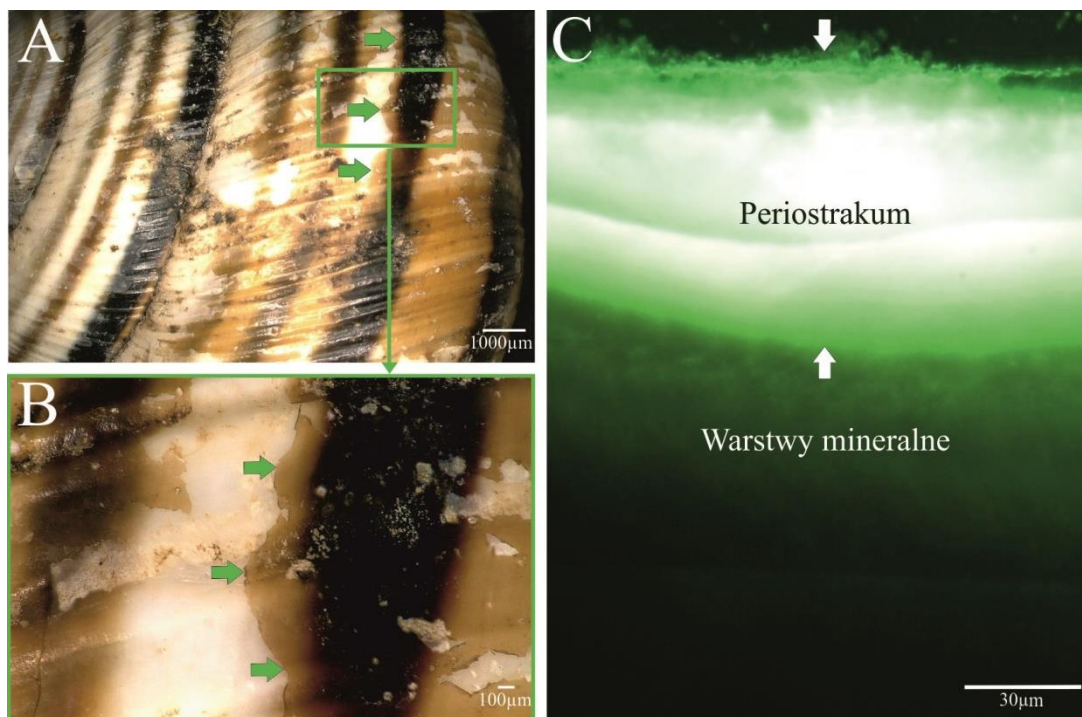 A
1000µm
B
100µm
C
Periostrakum
Warstwy mineralne
30µm